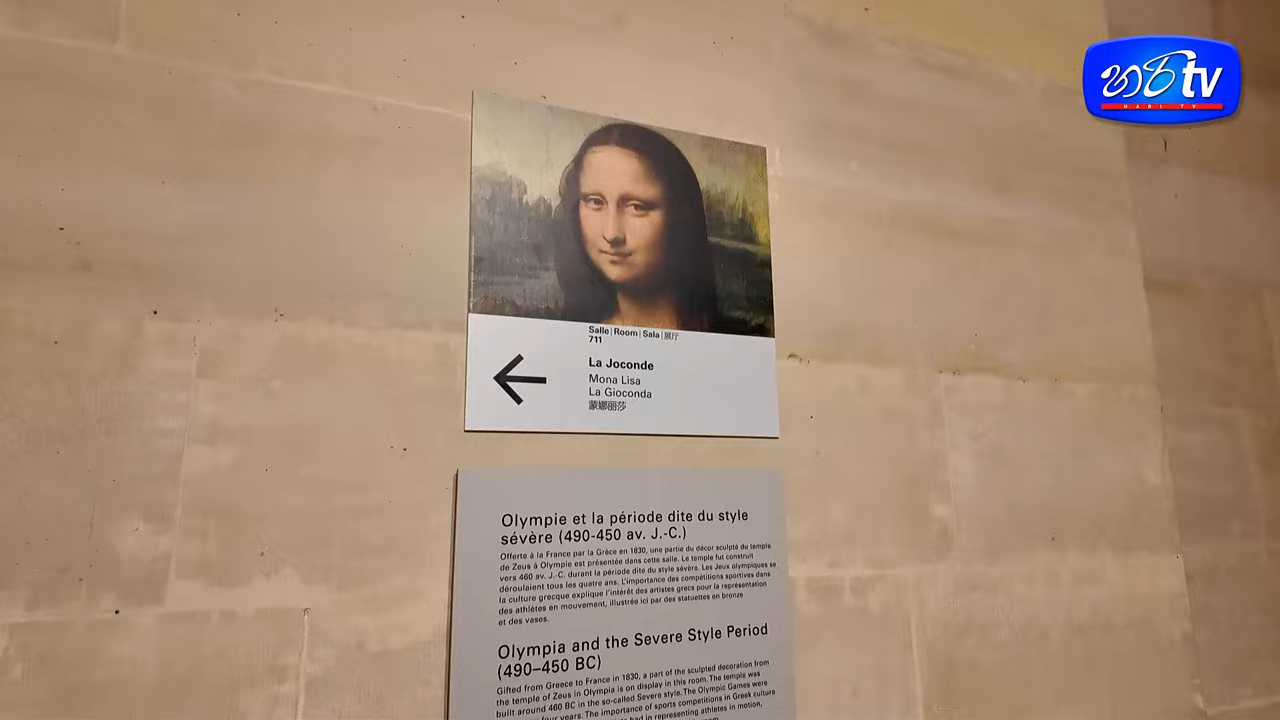 හරි tv
HARI TV
Salle | Room | Sala | 展厅
711
La Joconde
Mona Lisa
La Gioconda
蒙娜丽莎
Olympie et la période dite du style
sévère (490-450 av. J.-C.)
Offerte à la France par la Grèce en 1830, une partie du décor sculpté du temple
de Zeus à Olympie est présentée dans cette salle. Le temple fut construit
vers 460 av. J.-C. durant la période dite du style sévère. Les Jeux olympiques se
déroulaient tous les quatre ans. L'importance des compétitions sportives dans
la culture grecque explique l'intérêt des artistes grecs pour la représentation
des athlètes en mouvement, illustrée ici par des statuettes en bronze
et des vases.
Olympia and the Severe Style Period
(490–450 BC)
Gifted from Greece to France in 1830, a part of the sculpted decoration from
the temple of Zeus in Olympia is on display in this room. The temple was
built around 460 BC in the so-called Severe style. The Olympic Games were
four years. The importance of sports competitions in Greek culture
had in representing athletes in motion,
room